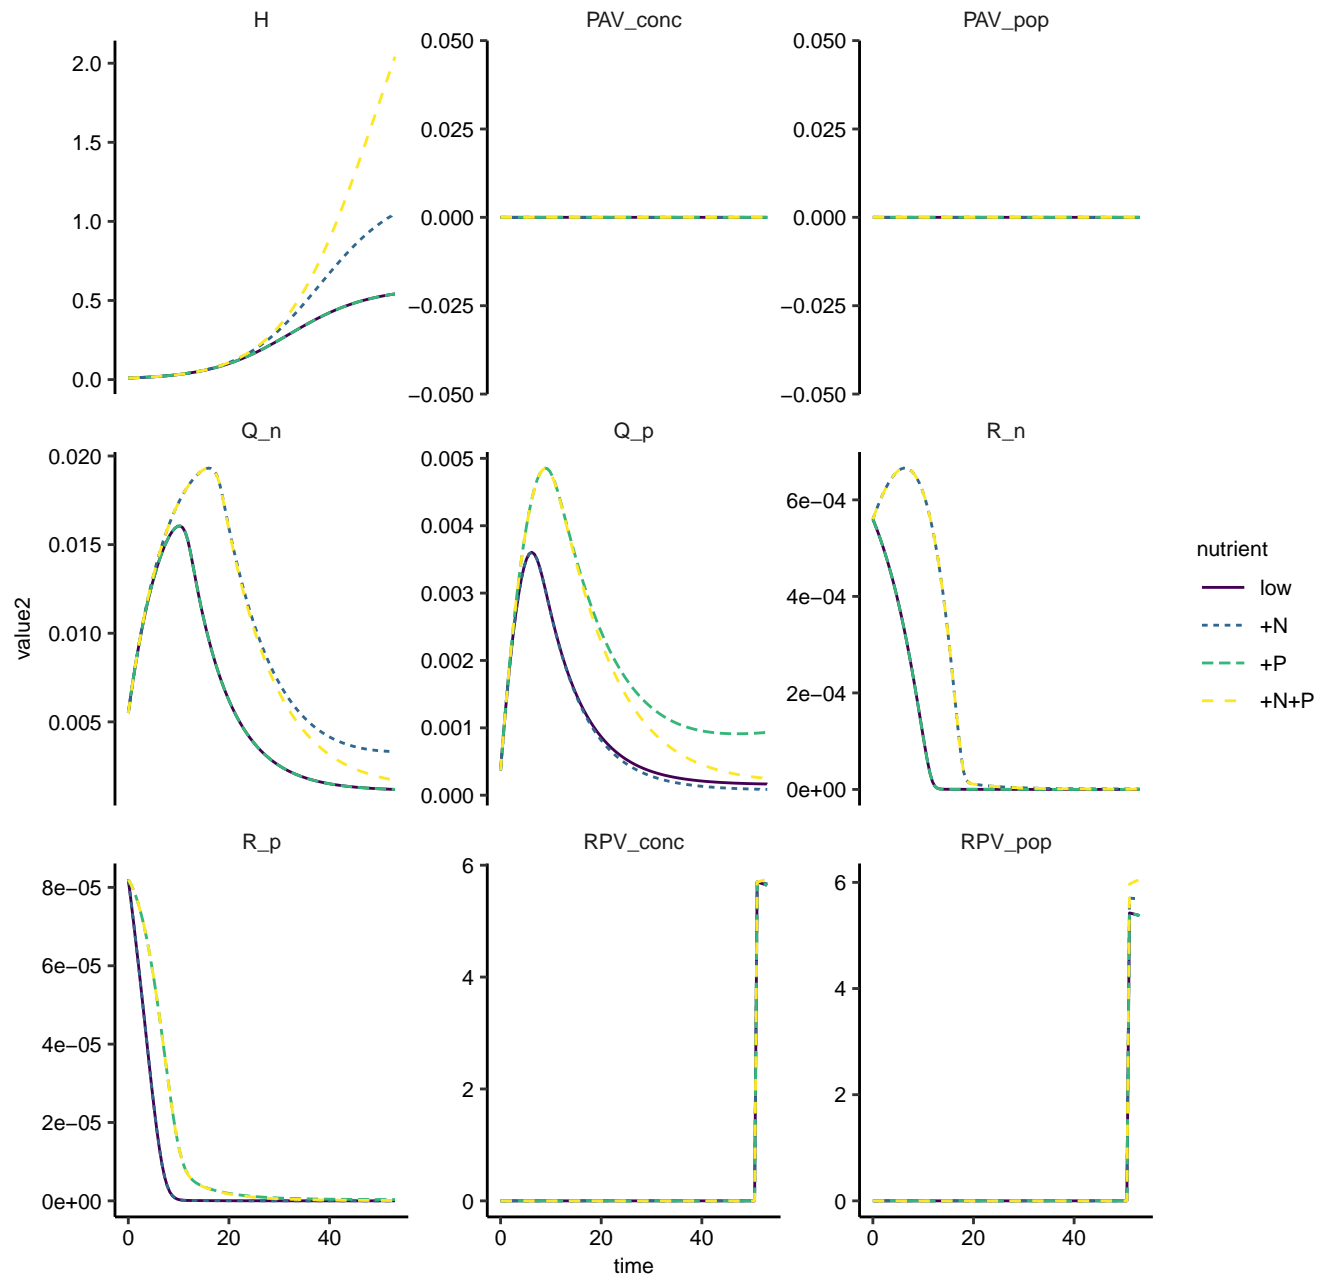 H
PAV_conc
PAV_pop
2.0
1.5
1.0
0.5
0.0
0.050
0.025
0.000
−0.025
−0.050
0.050
0.025
0.000
−0.025
−0.050
Q_n
Q_p
R_n
0.020
0.015
0.010
0.005
0.005
0.004
0.003
0.002
0.001
0.000
6e−04
4e−04
2e−04
0e+00
value2
nutrient
low
+N
+P
+N+P
R_p
RPV_conc
RPV_pop
8e−05
6e−05
4e−05
2e−05
0e+00
6
4
2
0
6
4
2
0
0 20 40
0 20 40
0 20 40
time